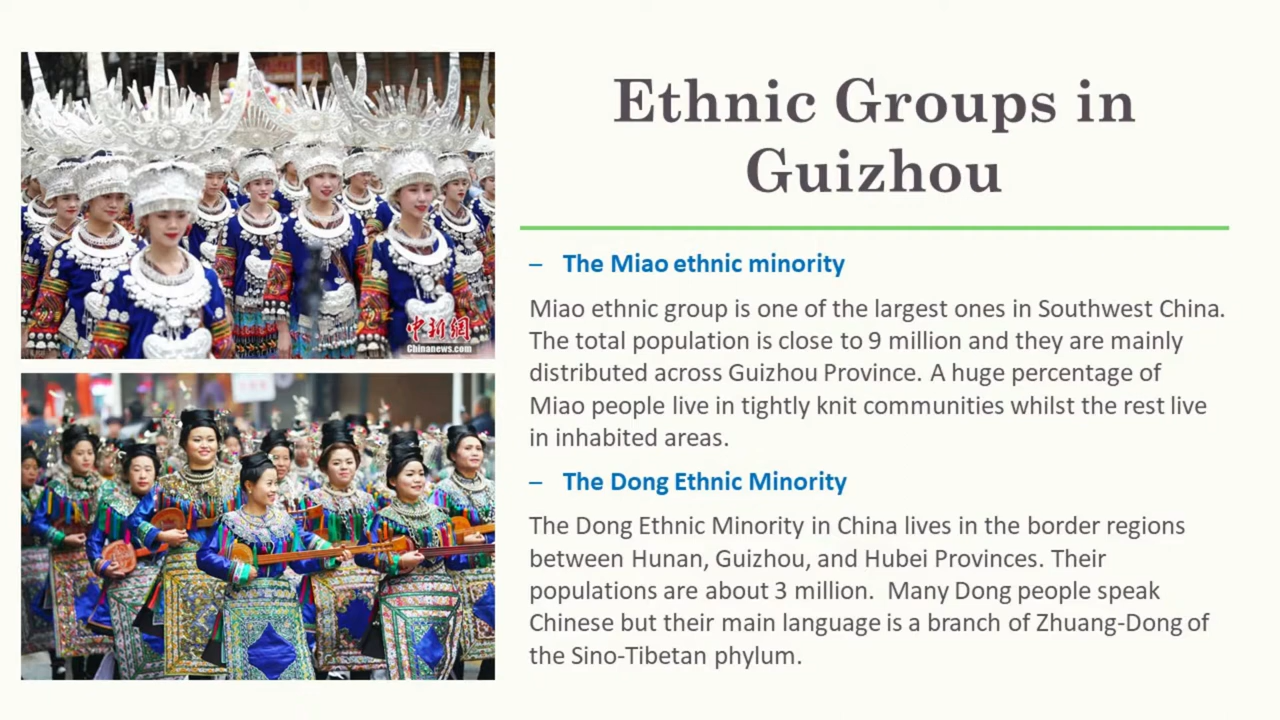 Ethnic Groups in
Guizhou
– The Miao ethnic minority
Miao ethnic group is one of the largest ones in Southwest China.
The total population is close to 9 million and they are mainly
distributed across Guizhou Province. A huge percentage of
Miao people live in tightly knit communities whilst the rest live
in inhabited areas.
– The Dong Ethnic Minority
The Dong Ethnic Minority in China lives in the border regions
between Hunan, Guizhou, and Hubei Provinces. Their
populations are about 3 million. Many Dong people speak
Chinese but their main language is a branch of Zhuang-Dong of
the Sino-Tibetan phylum.
中新網
Chinanews.com